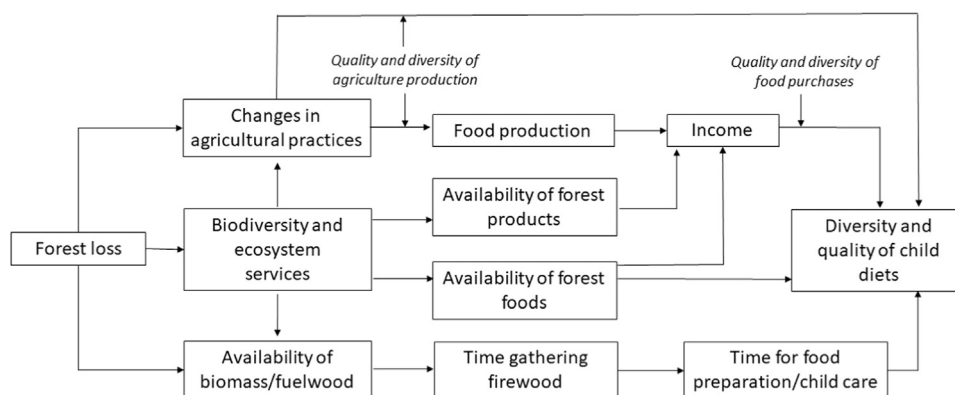 Quality and diversity of
agriculture production
Quality and diversity of
food purchases
Changes in
agricultural practices
Food production
Income
Availability of forest
products
Forest loss
Biodiversity and
ecosystem
services
Diversity and
quality of child
diets
Availability of forest
foods
Availability of
biomass/fuelwood
Time gathering
firewood
Time for food
preparation/child care